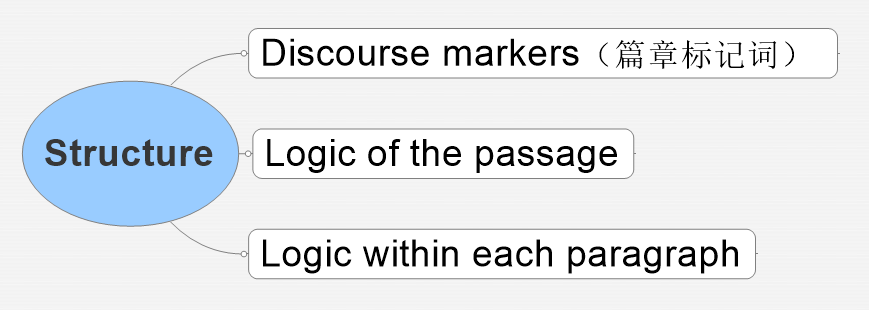 Discourse markers（篇章标记词）
Structure
Logic of the passage
Logic within each paragraph